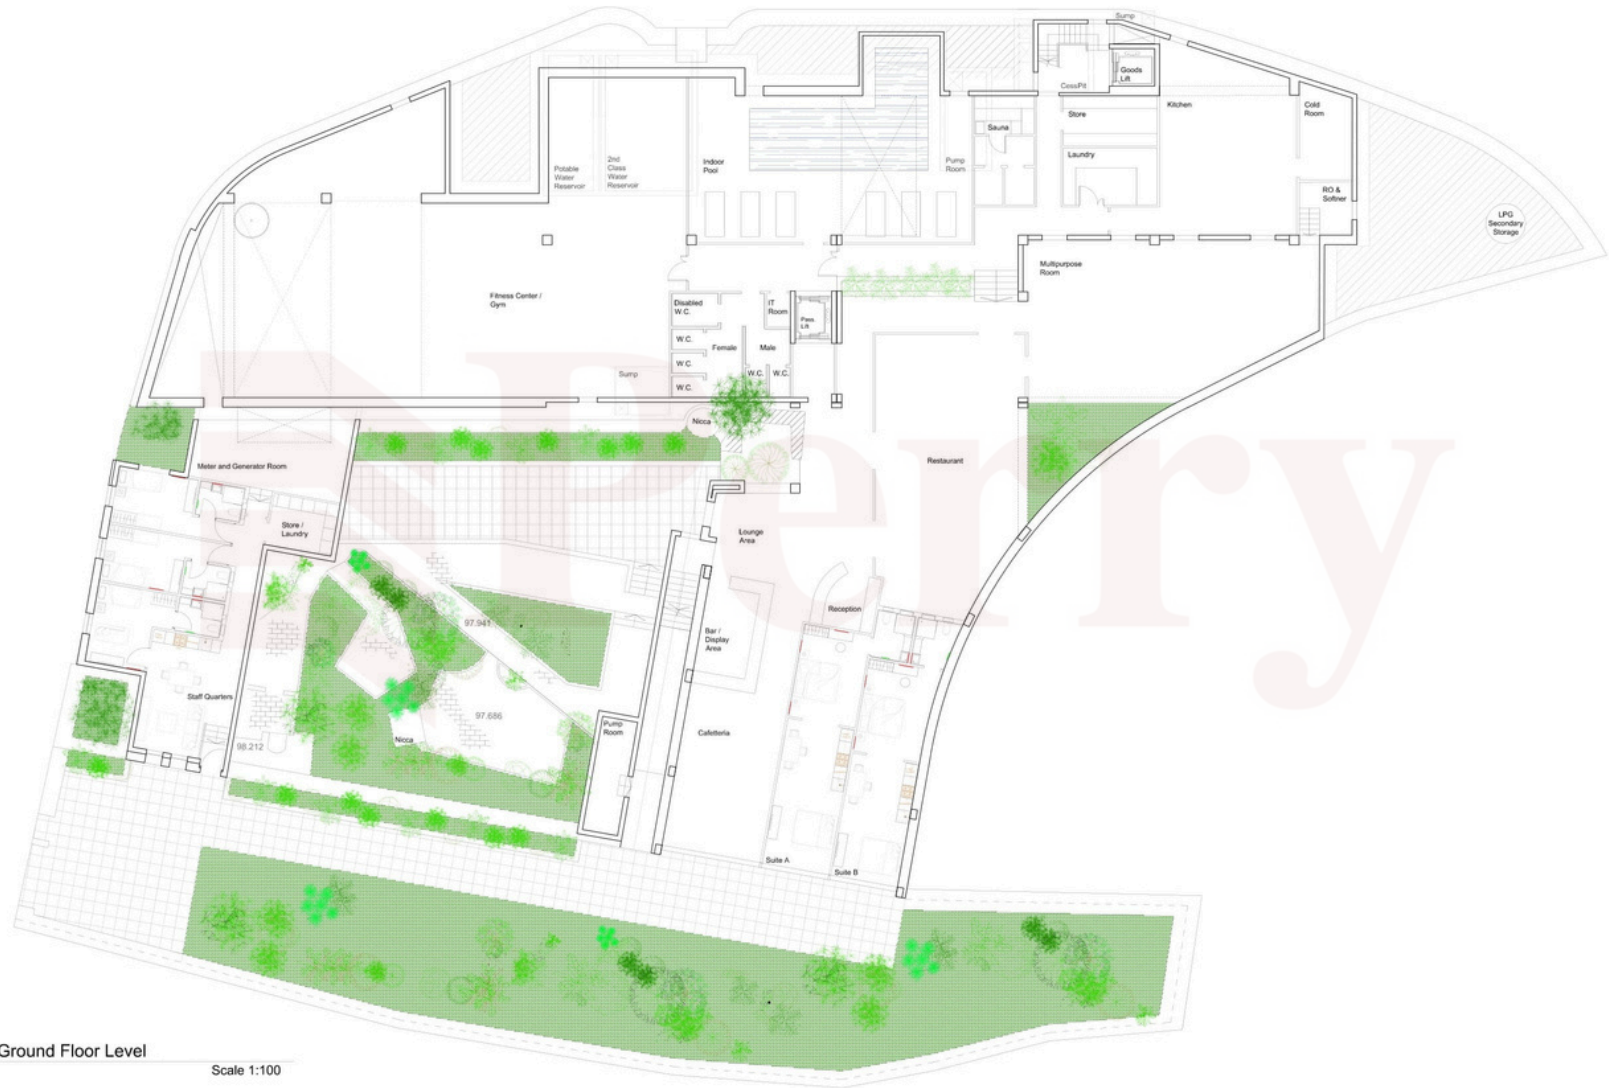 Sump
Goods
Lift
CessPit
Store
Kitchen
Cold
Room
Sauna
Laundry
Indoor
Pool
Pump
Room
Potable
Water
Reservoir
2nd
Class
Water
Reservoir
RO &
Softner
LPG
Secondary
Storage
Multipurpose
Room
Fitness Center /
Gym
Disabled
W.C.
IT
Room
Pass.
Lift
W.C.
Female
Male
W.C.
W.C.
W.C.
W.C.
Sump
Nicca
Meter and Generator Room
Restaurant
Store /
Laundry
Lounge
Area
Perry
Reception
97.941
Bar /
Display
Area
Staff Quarters
97.686
Pump
Room
Nicca
98.212
Cafetteria
Suite A
Suite B
Ground Floor Level
Scale 1:100